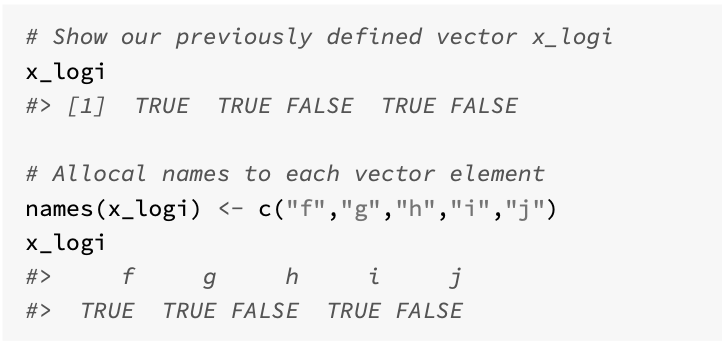 # Show our previously defined vector x_logi
x_logi
#> [1]  TRUE  TRUE FALSE  TRUE FALSE

# Allocal names to each vector element
names(x_logi) <- c("f","g","h","i","j")
x_logi
#>     f     g     h     i     j
#>  TRUE  TRUE FALSE  TRUE FALSE